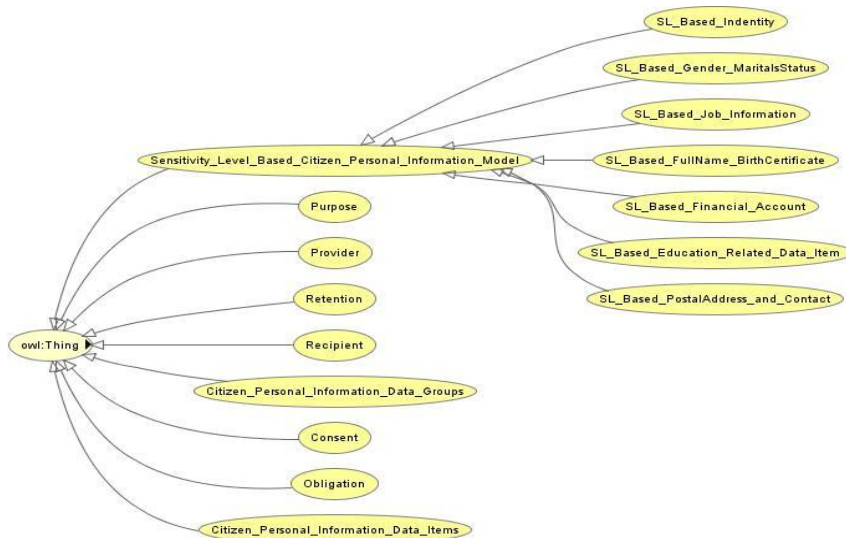 SL_Based_Indentity
SL_Based_Gender_MaritalsStatus
SL_Based_Job_Information
Sensitivity_Level_Based_Citizen_Personal_Information_Model
SL_Based_FullName_BirthCertificate
Purpose
SL_Based_Financial_Account
Provider
SL_Based_Education_Related_Data_Item
Retention
SL_Based_PostalAddress_and_Contact
owl:Thing
Recipient
Citizen_Personal_Information_Data_Groups
Consent
Obligation
Citizen_Personal_Information_Data_Items